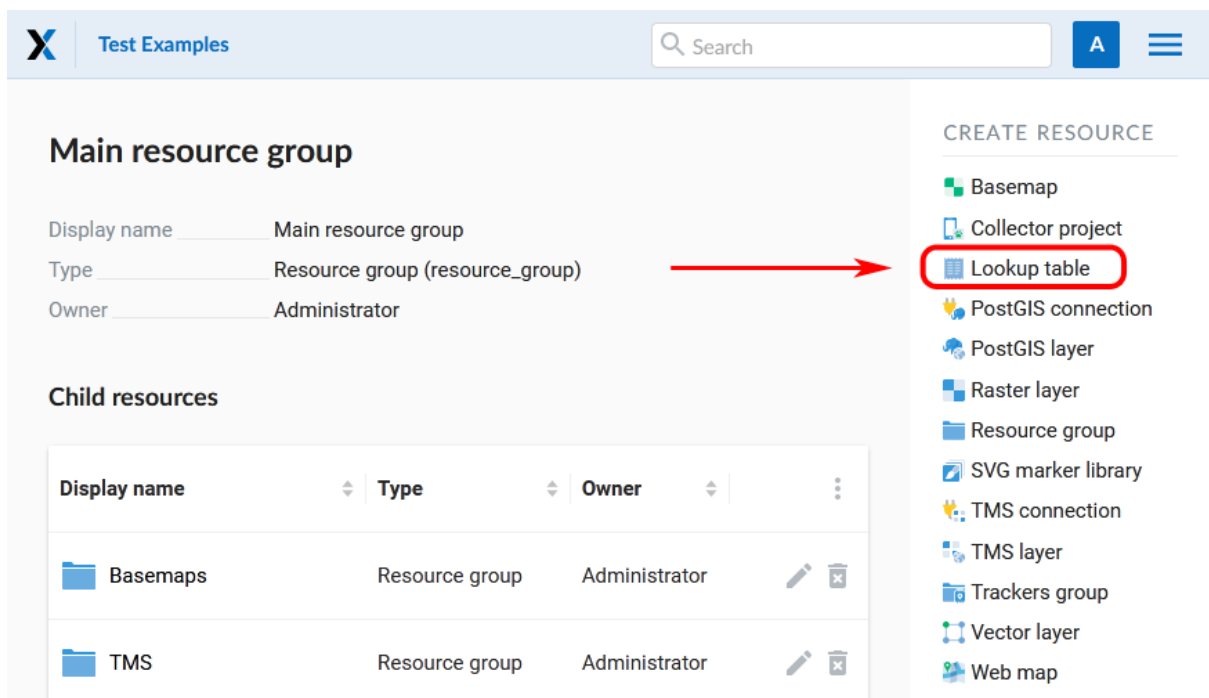 Test Examples
Search
A
Main resource group
Display name Main resource group
Type Resource group (resource_group)
Owner Administrator
Child resources
Display name Type Owner
Basemaps Resource group Administrator
TMS Resource group Administrator
CREATE RESOURCE
Basemap
Collector project
Lookup table
PostGIS connection
PostGIS layer
Raster layer
Resource group
SVG marker library
TMS connection
TMS layer
Trackers group
Vector layer
Web map